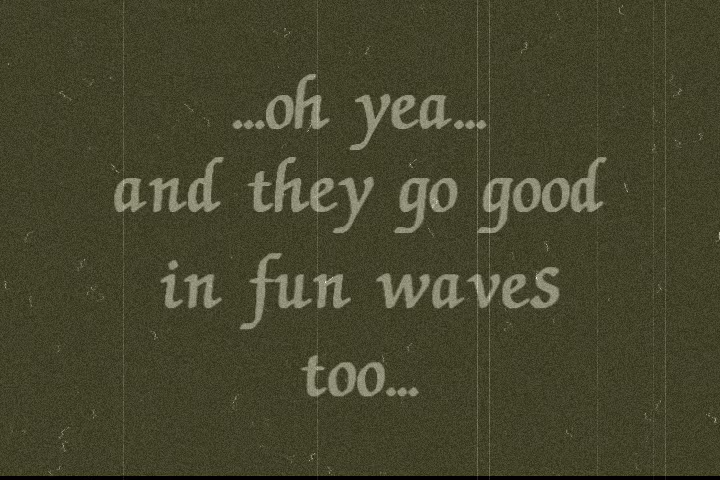 ...oh yea...
and they go good
in fun waves
too...